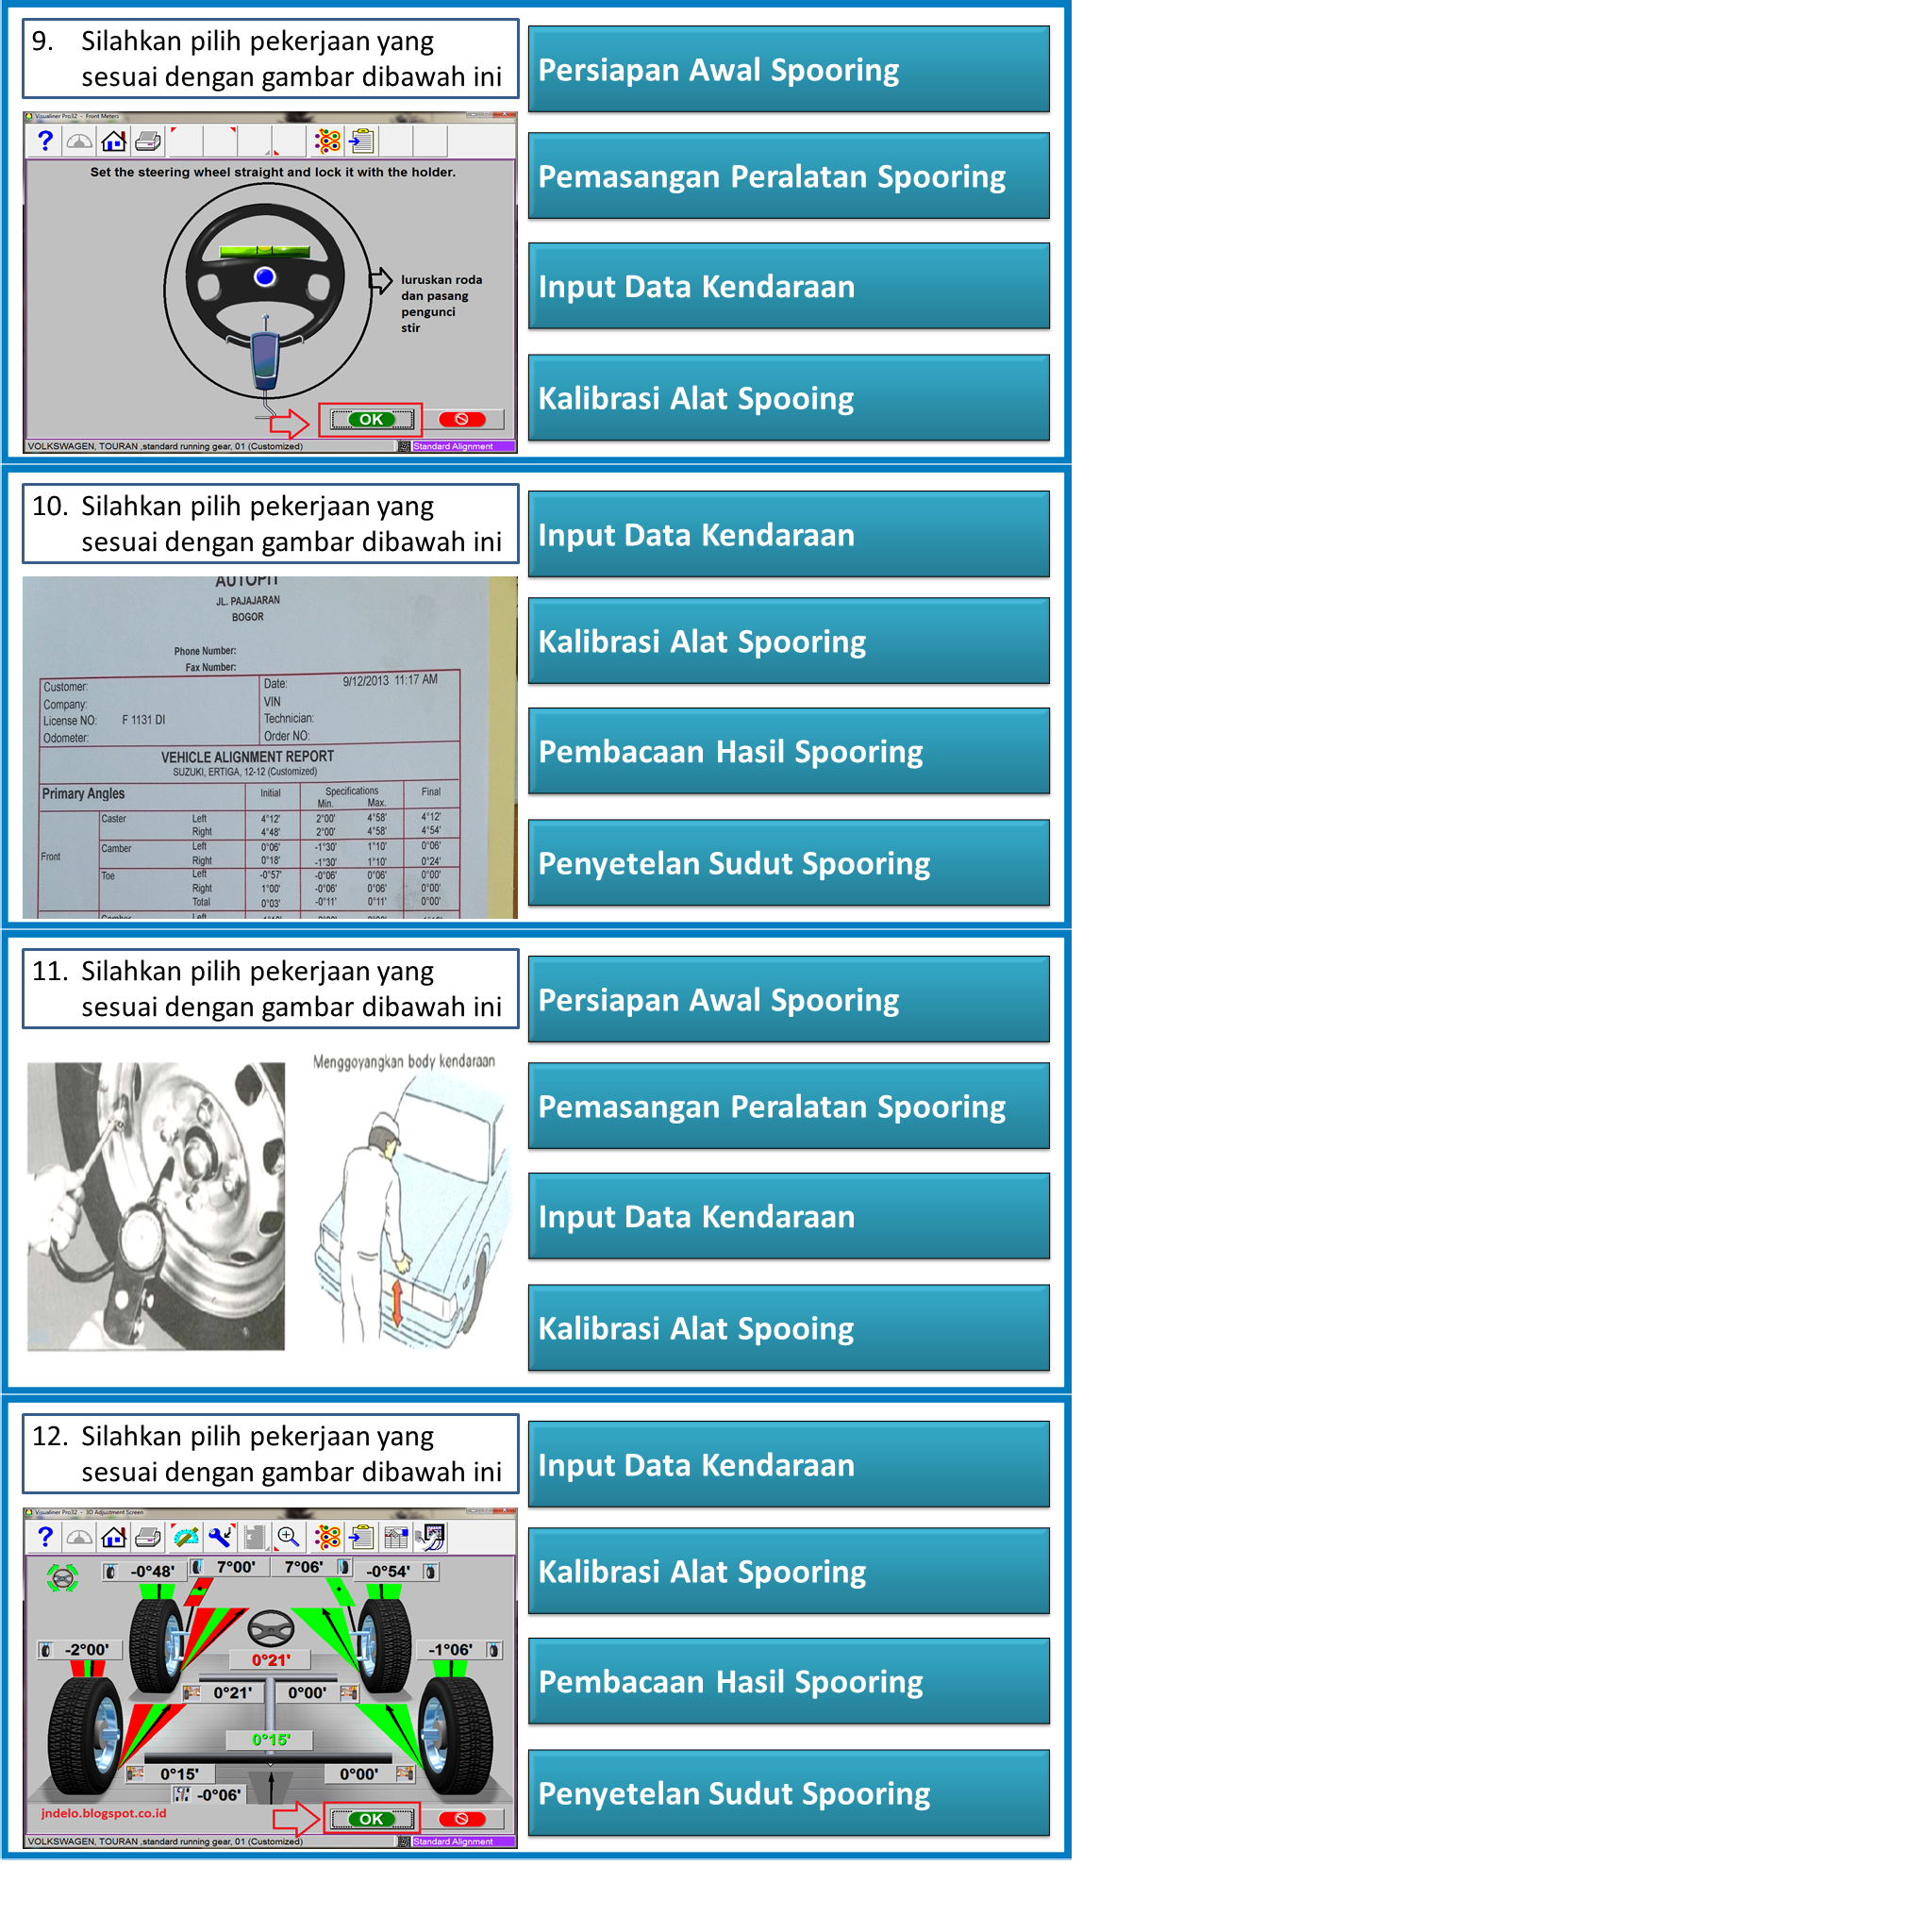 9. Silahkan pilih pekerjaan yang
sesuai dengan gambar dibawah ini
Visualiner Pro32 - Front Meters
Set the steering wheel straight and lock it with the holder.
luruskan roda
dan pasang
pengunci
stir
OK
VOLKSWAGEN, TOURAN ,standard running gear, 01 (Customized)
Standard Alignment
Persiapan Awal Spooring
Pemasangan Peralatan Spooring
Input Data Kendaraan
Kalibrasi Alat Spooing
10. Silahkan pilih pekerjaan yang
sesuai dengan gambar dibawah ini
AUTOPIT
JL. PAJAJARAN
BOGOR
Phone Number:
Fax Number:
Customer:
Company:
License NO: F 1131 DI
Odometer:
Date: 9/12/2013 11:17 AM
VIN
Technician:
Order NO:
VEHICLE ALIGNMENT REPORT
SUZUKI, ERTIGA, 12-12 (Customized)
Primary Angles Initial Specifications Final
Min. Max.
Front
Caster Left 4°12' 2°00' 4°58' 4°12'
Right 4°48' 2°00' 4°58' 4°54'
Camber Left 0°06' -1°30' 1°10' 0°06'
Right 0°18' -1°30' 1°10' 0°24'
Toe Left -0°57' -0°06' 0°06' 0°00'
Right 1°00' -0°06' 0°06' 0°00'
Total 0°03' -0°11' 0°11' 0°00'
Camber Left
Input Data Kendaraan
Kalibrasi Alat Spooring
Pembacaan Hasil Spooring
Penyetelan Sudut Spooring
11. Silahkan pilih pekerjaan yang
sesuai dengan gambar dibawah ini
Menggoyangkan body kendaraan
Persiapan Awal Spooring
Pemasangan Peralatan Spooring
Input Data Kendaraan
Kalibrasi Alat Spooing
12. Silahkan pilih pekerjaan yang
sesuai dengan gambar dibawah ini
Visualiner Pro32 - 3D Adjustment Screen
-0°48' 7°00' 7°06' -0°54'
-2°00' -1°06'
0°21'
0°21' 0°00'
0°15'
0°15' 0°00'
-0°06'
jndelo.blogspot.co.id
OK
VOLKSWAGEN, TOURAN ,standard running gear, 01 (Customized)
Standard Alignment
Input Data Kendaraan
Kalibrasi Alat Spooring
Pembacaan Hasil Spooring
Penyetelan Sudut Spooring